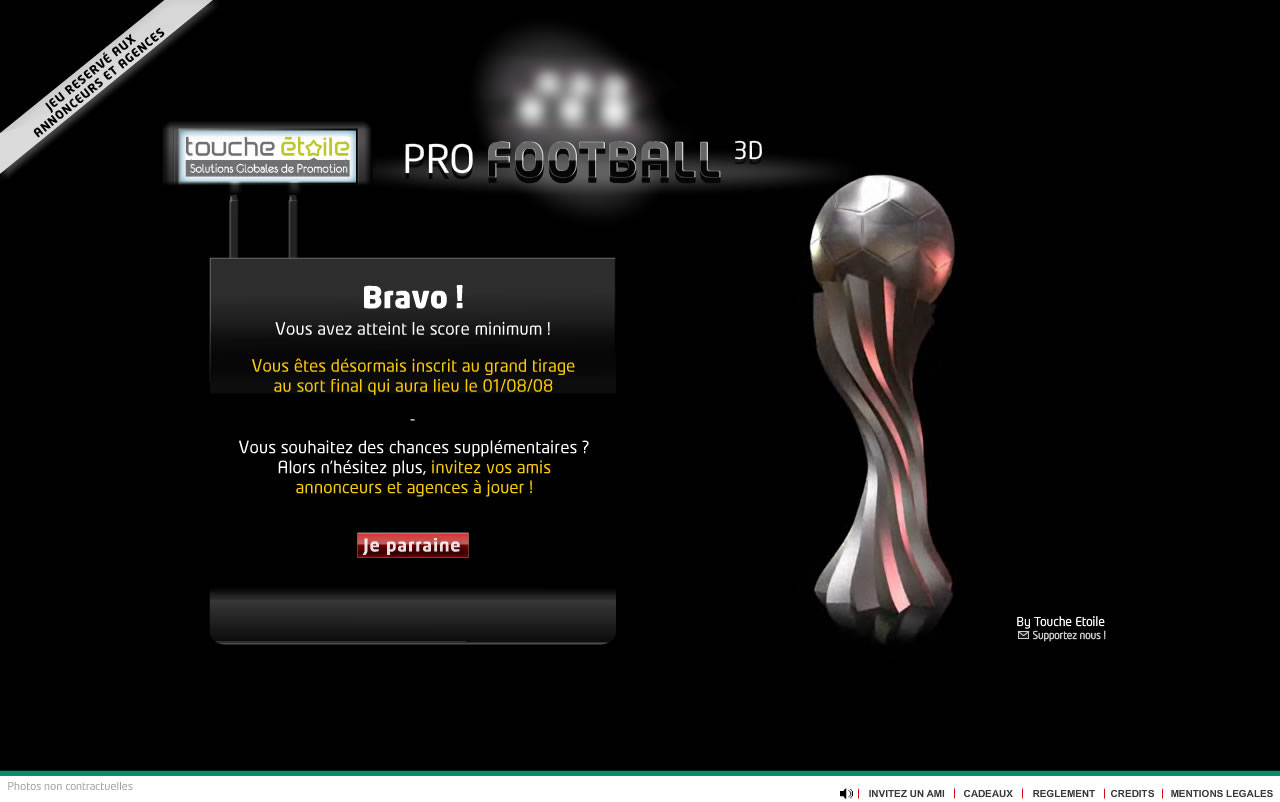 JEU RESERVÉ AUX
ANNONCEURS ET AGENCES
touche étoile
Solutions Globales de Promotion
PRO FOOTBALL 3D
Bravo !
Vous avez atteint le score minimum !
Vous êtes désormais inscrit au grand tirage
au sort final qui aura lieu le 01/08/08
-
Vous souhaitez des chances supplémentaires ?
Alors n'hésitez plus, invitez vos amis
annonceurs et agences à jouer !
Je parraine
By Touche Etoile
Supportez nous !
Photos non contractuelles
INVITEZ UN AMI | CADEAUX | REGLEMENT | CREDITS | MENTIONS LEGALES